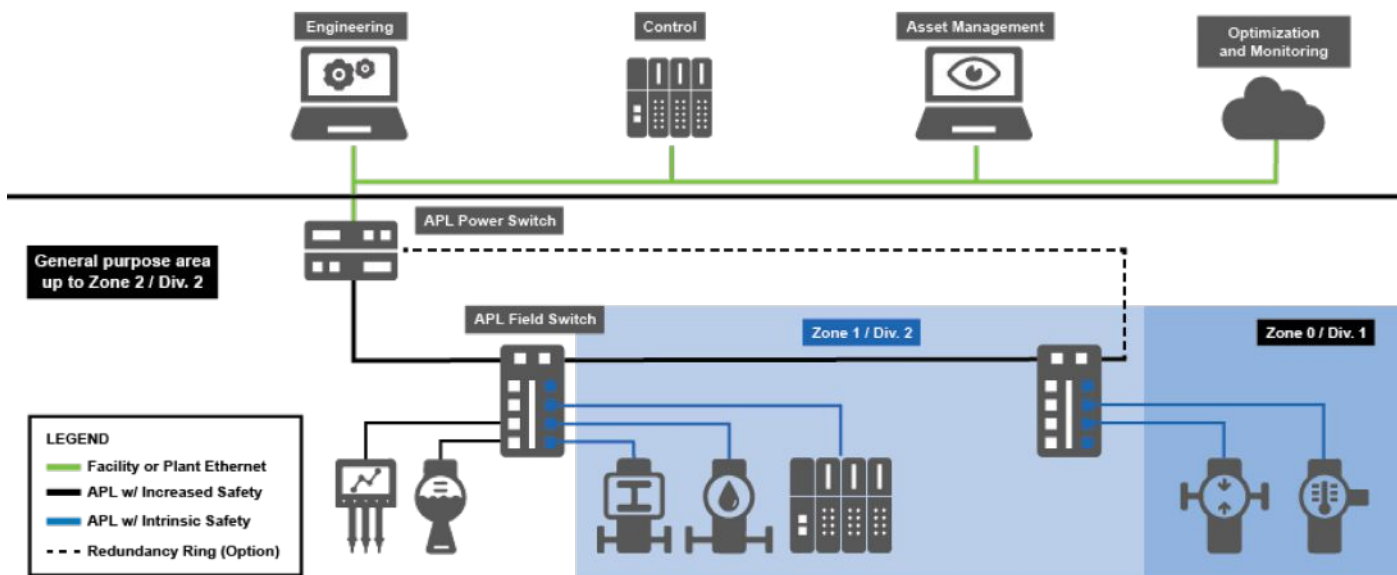 Engineering
Control
Asset Management
Optimization
and Monitoring
APL Power Switch
General purpose area
up to Zone 2 / Div. 2
APL Field Switch
Zone 1 / Div. 2
Zone 0 / Div. 1
LEGEND
Facility or Plant Ethernet
APL w/ Increased Safety
APL w/ Intrinsic Safety
Redundancy Ring (Option)